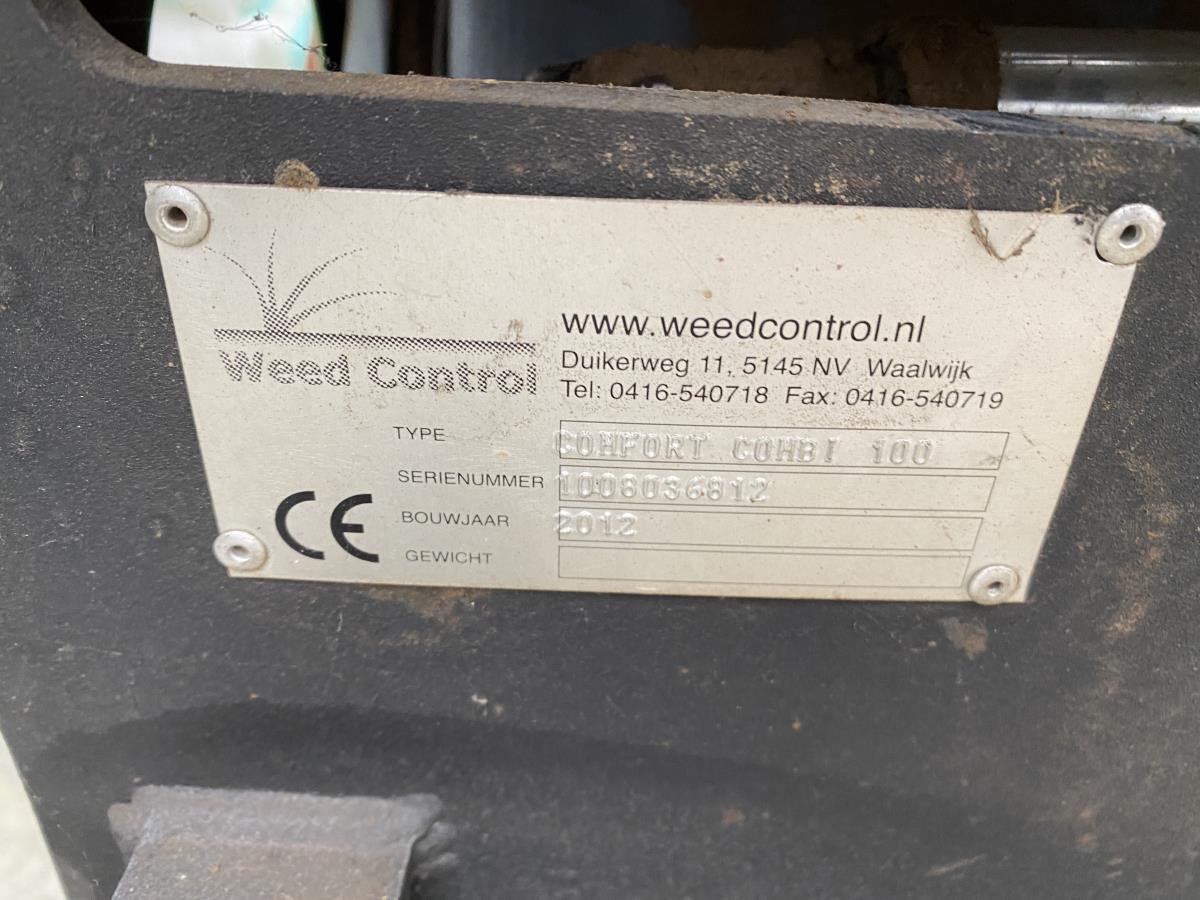 Weed Control
www.weedcontrol.nl
Duikerweg 11, 5145 NV Waalwijk
Tel: 0416-540718 Fax: 0416-540719
TYPE COMFORT COMBI 100
SERIENUMMER 1008036812
BOUWJAAR 2012
GEWICHT
CE